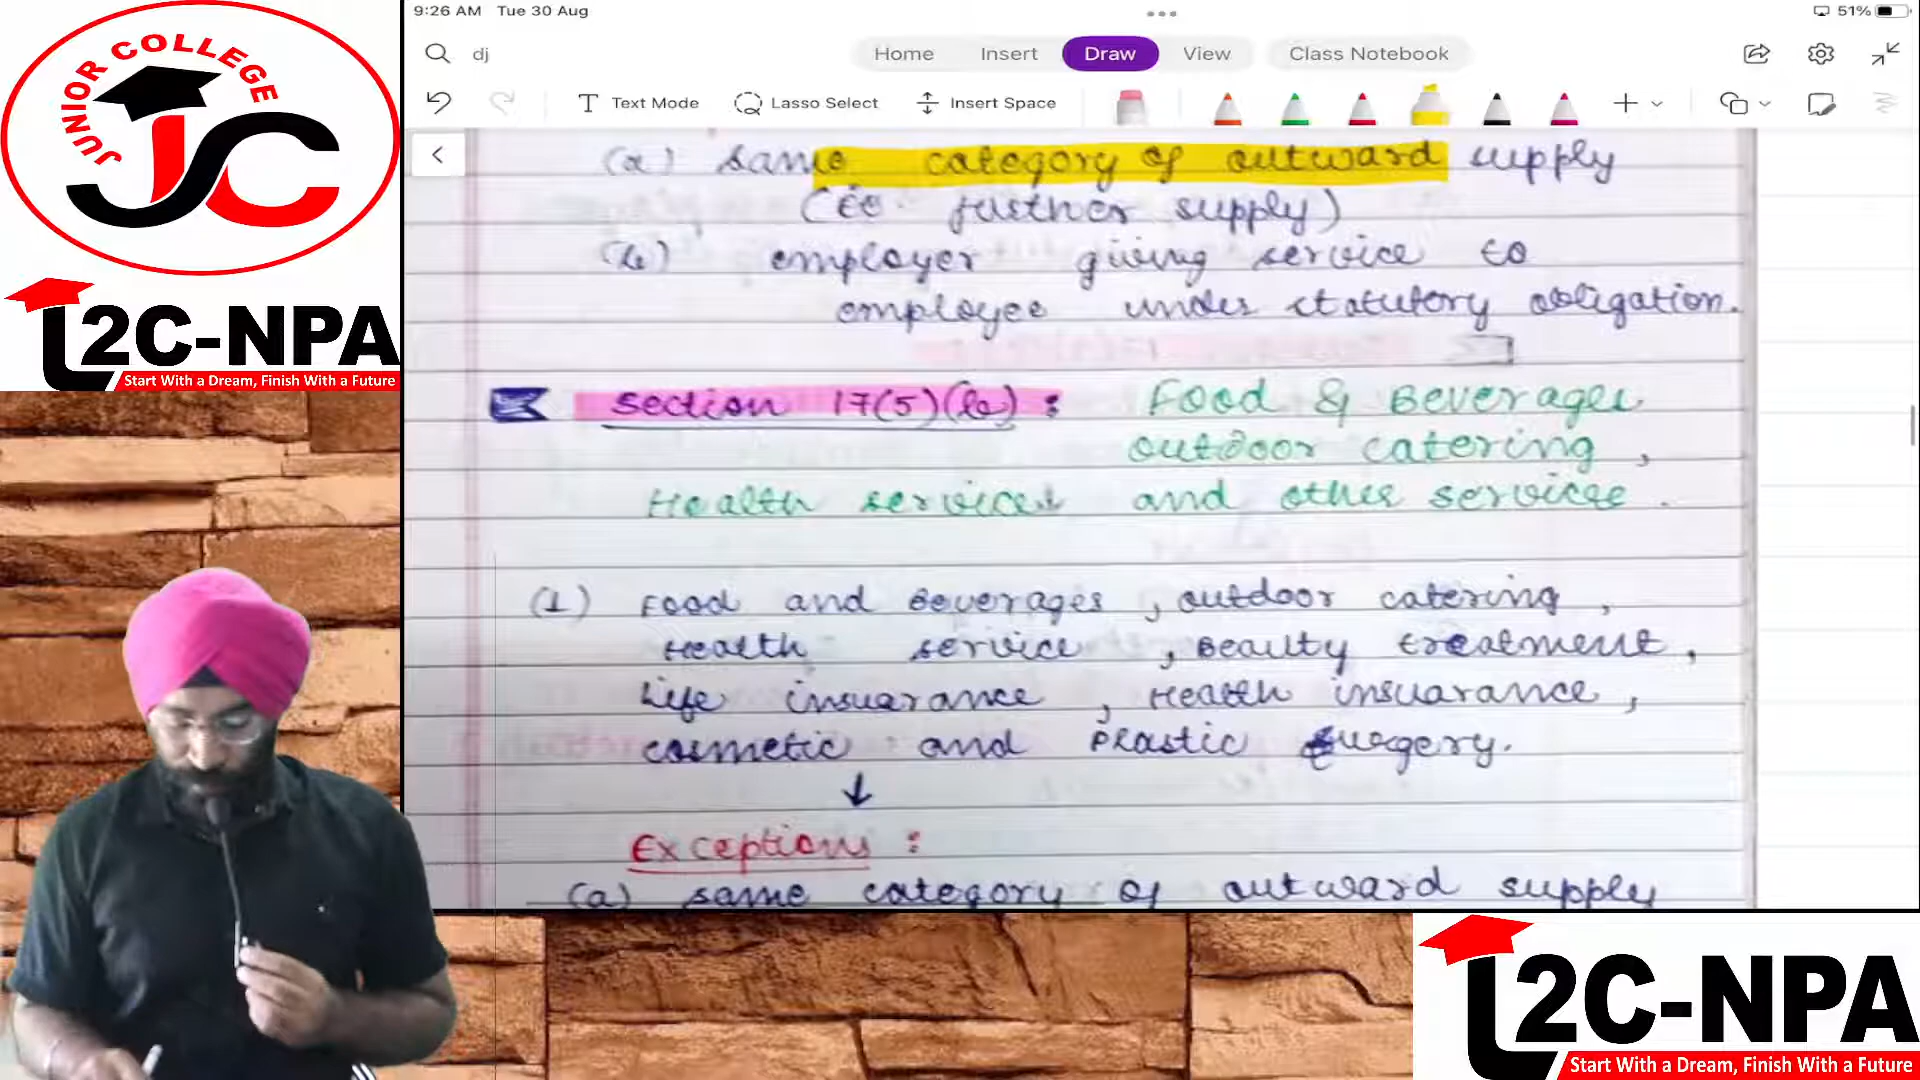 JUNIOR COLLEGE
JC
L2C-NPA
Start With a Dream, Finish With a Future
9:26 AM Tue 30 Aug
51%
dj
Home Insert Draw View Class Notebook
Text Mode Lasso Select Insert Space
(a) same category of outward supply
(ie further supply)
(b) employer giving service to
employee under statutory obligation.
Section 17(5)(b) : Food & Beverages
outdoor catering ,
Health services and other services .
(1) Food and Beverages , outdoor catering ,
Health service , Beauty treatment ,
Life insuarance , Health insuarance ,
cosmetic and Plastic surgery.
Exceptions :
(a) same category of outward supply
L2C-NPA
Start With a Dream, Finish With a Future